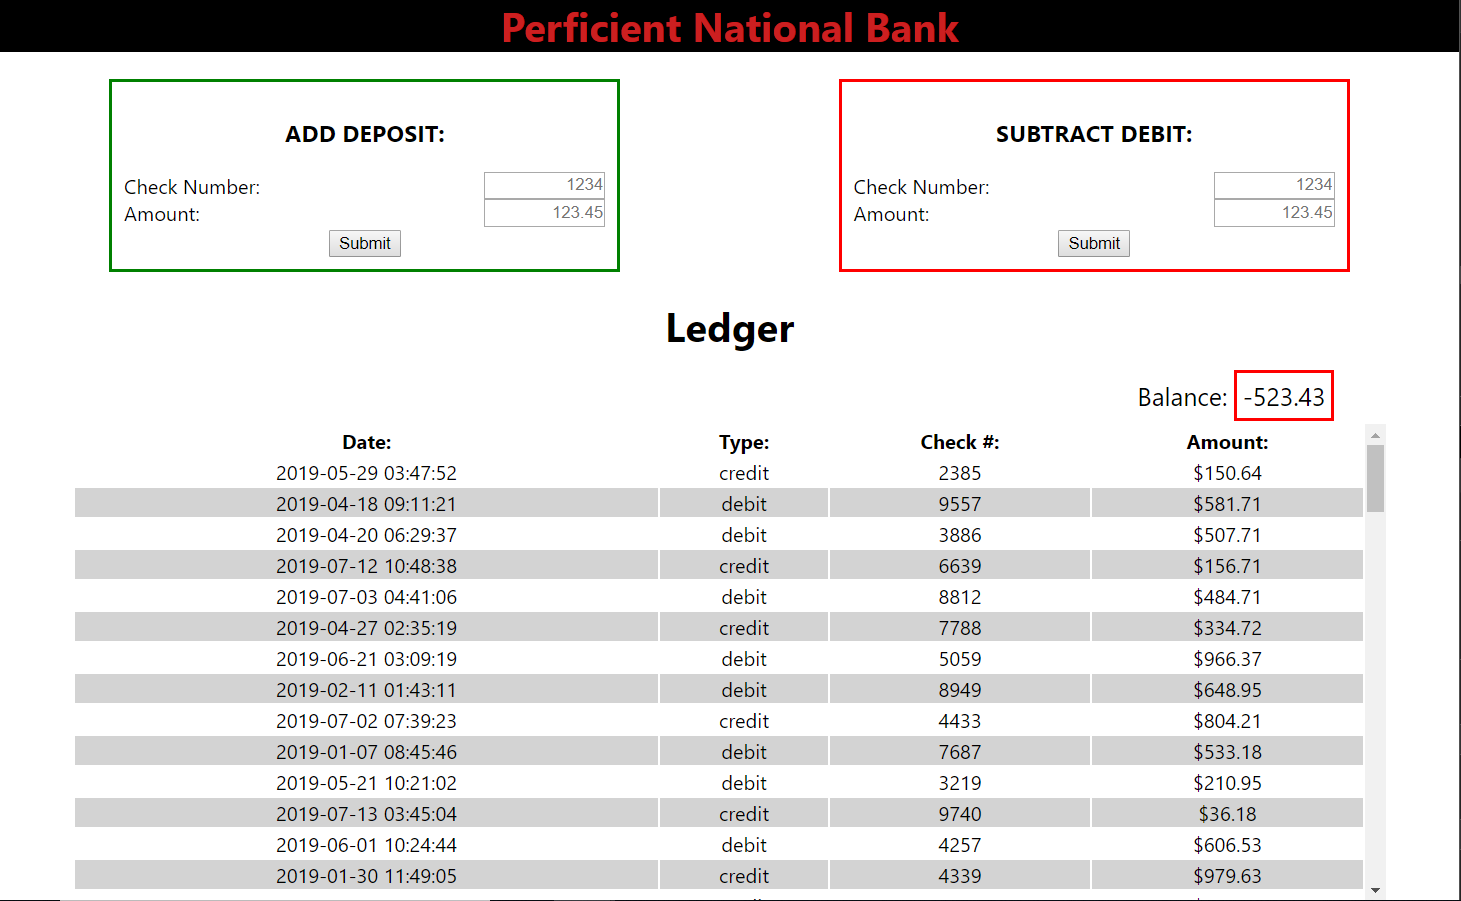 Perficient National Bank
ADD DEPOSIT:
Check Number: 1234
Amount: 123.45
Submit
SUBTRACT DEBIT:
Check Number: 1234
Amount: 123.45
Submit
Ledger
Balance: -523.43
Date: Type: Check #: Amount:
2019-05-29 03:47:52 credit 2385 $150.64
2019-04-18 09:11:21 debit 9557 $581.71
2019-04-20 06:29:37 debit 3886 $507.71
2019-07-12 10:48:38 credit 6639 $156.71
2019-07-03 04:41:06 debit 8812 $484.71
2019-04-27 02:35:19 credit 7788 $334.72
2019-06-21 03:09:19 debit 5059 $966.37
2019-02-11 01:43:11 debit 8949 $648.95
2019-07-02 07:39:23 credit 4433 $804.21
2019-01-07 08:45:46 debit 7687 $533.18
2019-05-21 10:21:02 debit 3219 $210.95
2019-07-13 03:45:04 credit 9740 $36.18
2019-06-01 10:24:44 debit 4257 $606.53
2019-01-30 11:49:05 credit 4339 $979.63